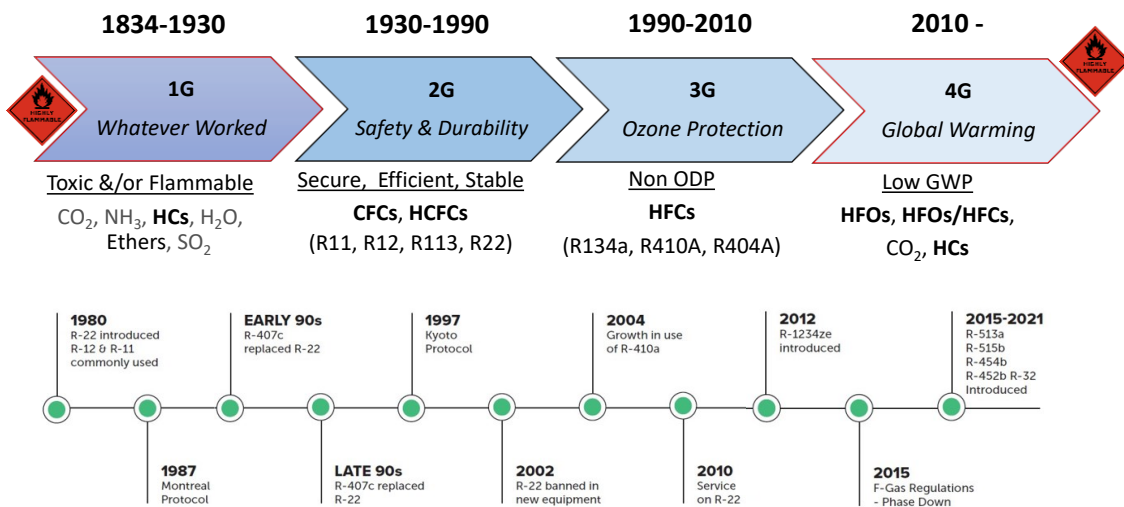 1834-1930
1930-1990
1990-2010
2010 -
HIGHLY
FLAMMABLE
1G
Whatever Worked
2G
Safety & Durability
3G
Ozone Protection
4G
Global Warming
HIGHLY
FLAMMABLE
Toxic &/or Flammable
CO₂, NH₃, HCs, H₂O,
Ethers, SO₂
Secure, Efficient, Stable
CFCs, HCFCs
(R11, R12, R113, R22)
Non ODP
HFCs
(R134a, R410A, R404A)
Low GWP
HFOs, HFOs/HFCs,
CO₂, HCs
1980
R-22 introduced
R-12 & R-11
commonly used
EARLY 90s
R-407c
replaced R-22
1997
Kyoto
Protocol
2004
Growth in use
of R-410a
2012
R-1234ze
introduced
2015-2021
R-513a
R-515b
R-454b
R-452b R-32
Introduced
1987
Montreal
Protocol
LATE 90s
R-407c replaced
R-22
2002
R-22 banned in
new equipment
2010
Service
on R-22
2015
F-Gas Regulations
- Phase Down